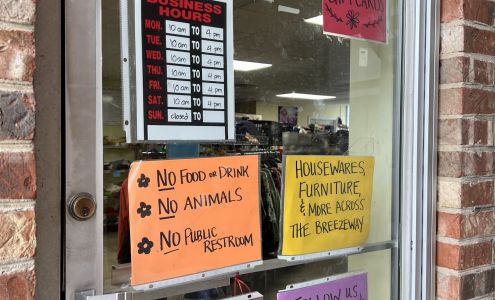 BUSINESS
HOURS
MON. 10am TO 4pm
TUE. 10am TO 4pm
WED. 10am TO 4pm
THU. 10am TO 4pm
FRI. 10am TO 4pm
SAT. 10am TO 4pm
SUN. closed TO
NO FOOD OR DRINK
NO ANIMALS
NO PUBLIC
RESTROOM
HOUSEWARES,
FURNITURE,
& MORE ACROSS
THE BREEZEWAY
FOLLOW US